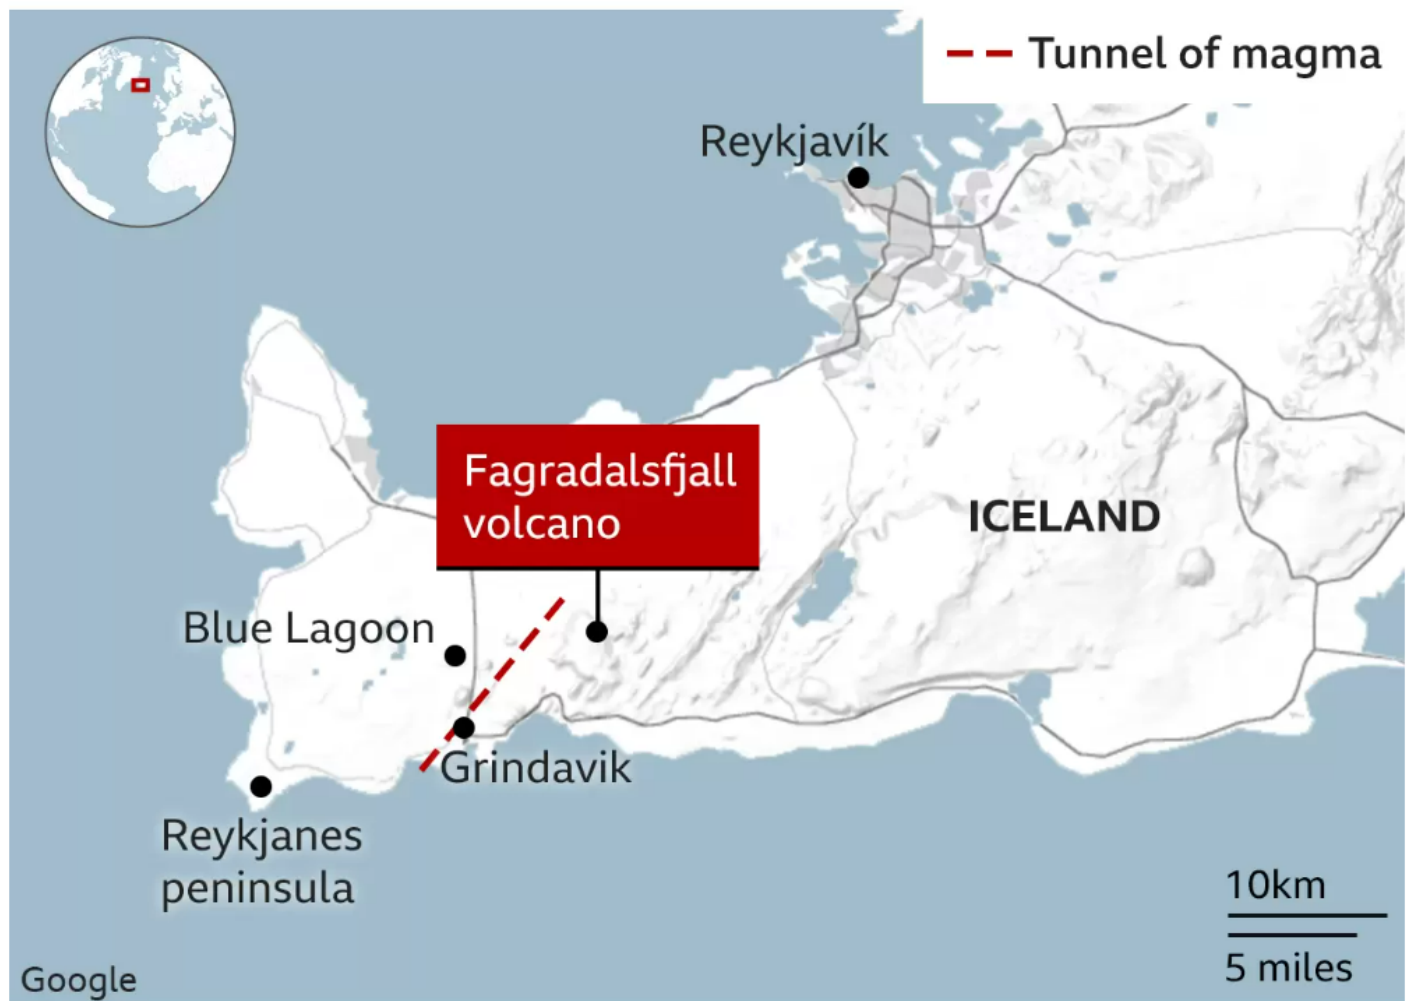 Tunnel of magma
Reykjavík
Fagradalsfjall
volcano
ICELAND
Blue Lagoon
Grindavik
Reykjanes
peninsula
10km
5 miles
Google